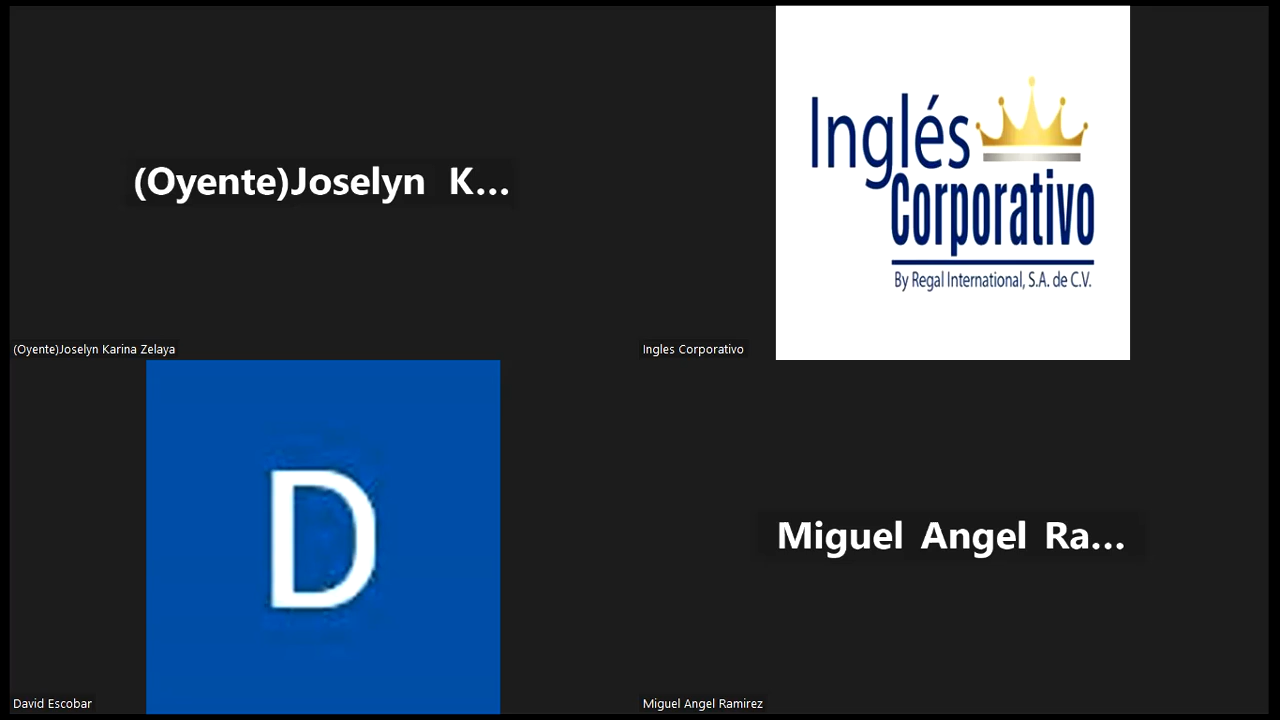 (Oyente)Joselyn K...
(Oyente)Joselyn Karina Zelaya
Inglés
Corporativo
By Regal International, S.A. de C.V.
Ingles Corporativo
D
David Escobar
Miguel Angel Ra...
Miguel Angel Ramirez